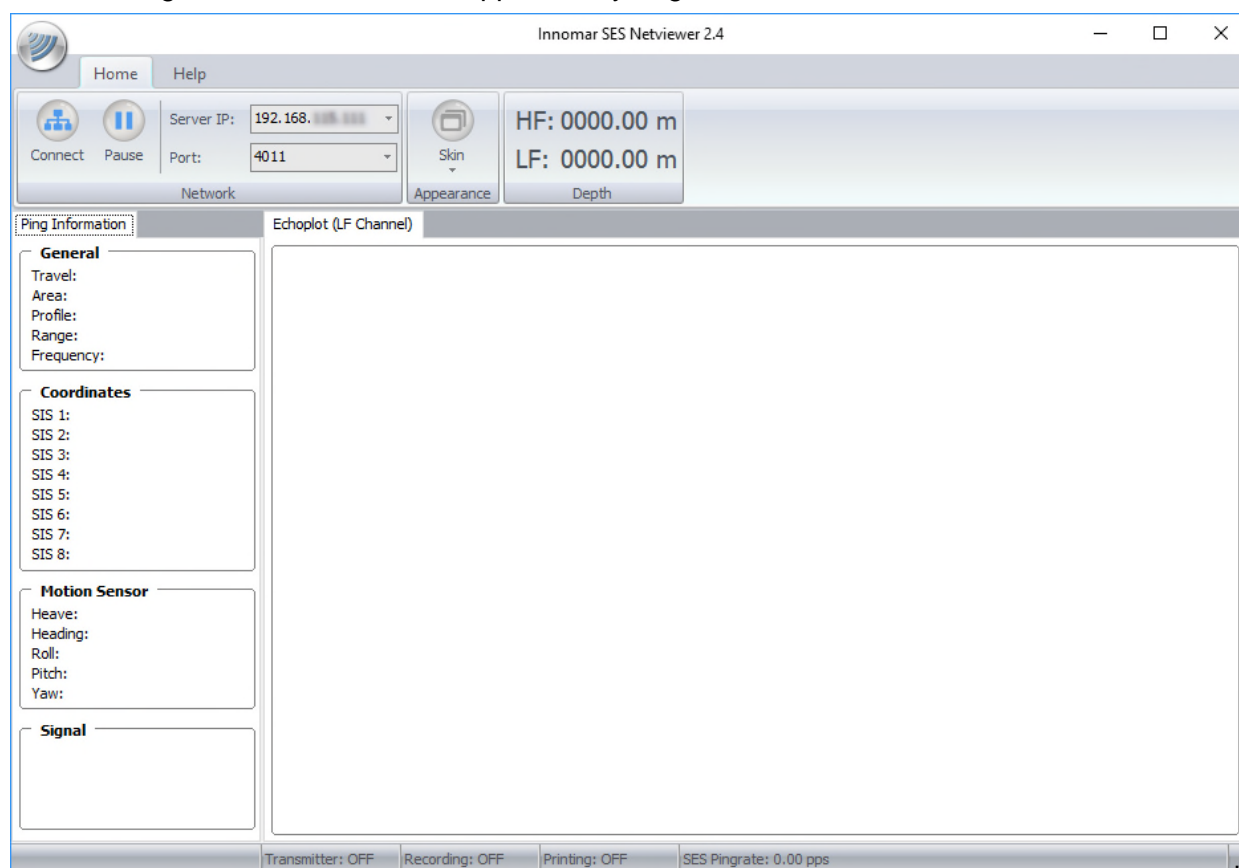 Innomar SES Netviewer 2.4
Home Help
Connect Pause Server IP: 192.168.
Port: 4011
Skin
Network Appearance Depth
HF: 0000.00 m
LF: 0000.00 m
Ping Information Echoplot (LF Channel)
General
Travel:
Area:
Profile:
Range:
Frequency:
Coordinates
SIS 1:
SIS 2:
SIS 3:
SIS 4:
SIS 5:
SIS 6:
SIS 7:
SIS 8:
Motion Sensor
Heave:
Heading:
Roll:
Pitch:
Yaw:
Signal
Transmitter: OFF Recording: OFF Printing: OFF SES Pingrate: 0.00 pps